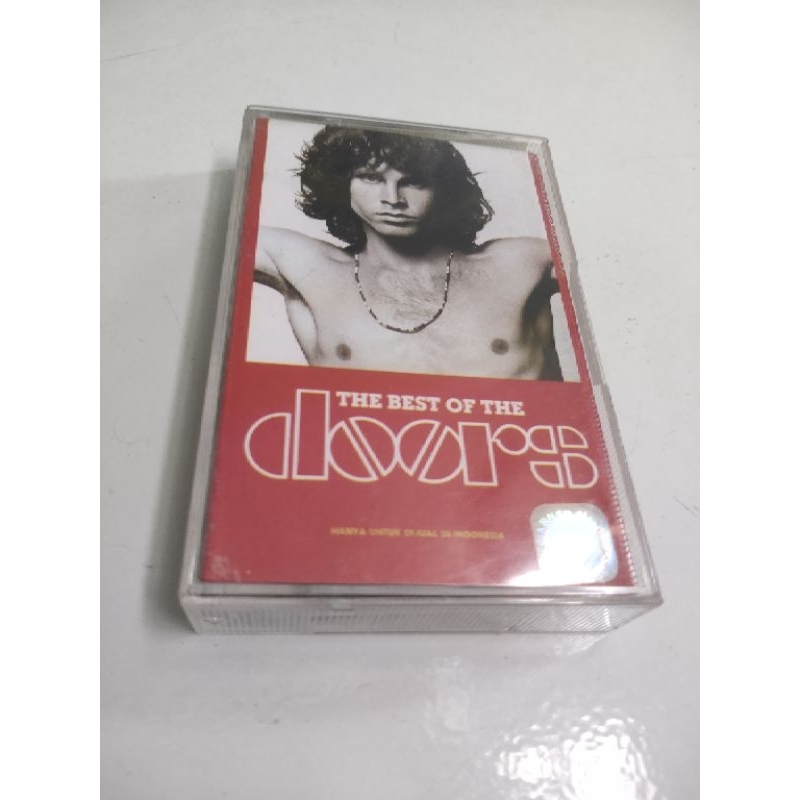 THE BEST OF THE
doors
HANYA UNTUK DIJUAL DI INDONESIA